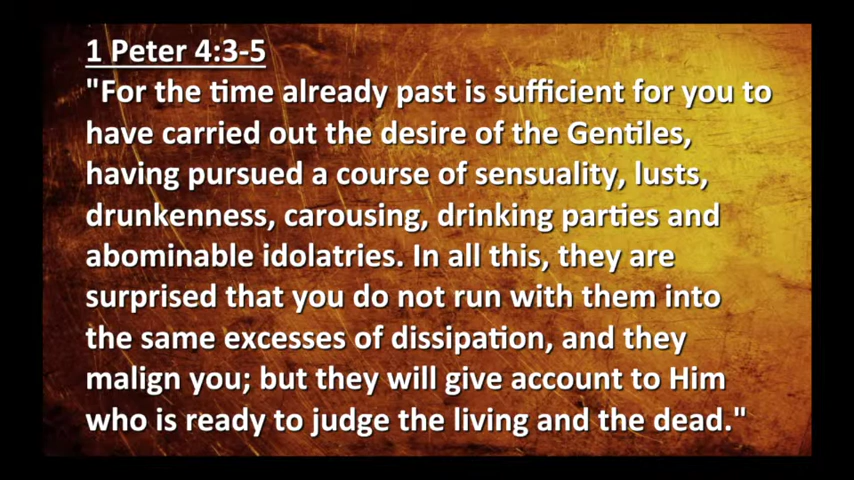 1 Peter 4:3-5
"For the time already past is sufficient for you to
have carried out the desire of the Gentiles,
having pursued a course of sensuality, lusts,
drunkenness, carousing, drinking parties and
abominable idolatries. In all this, they are
surprised that you do not run with them into
the same excesses of dissipation, and they
malign you; but they will give account to Him
who is ready to judge the living and the dead."